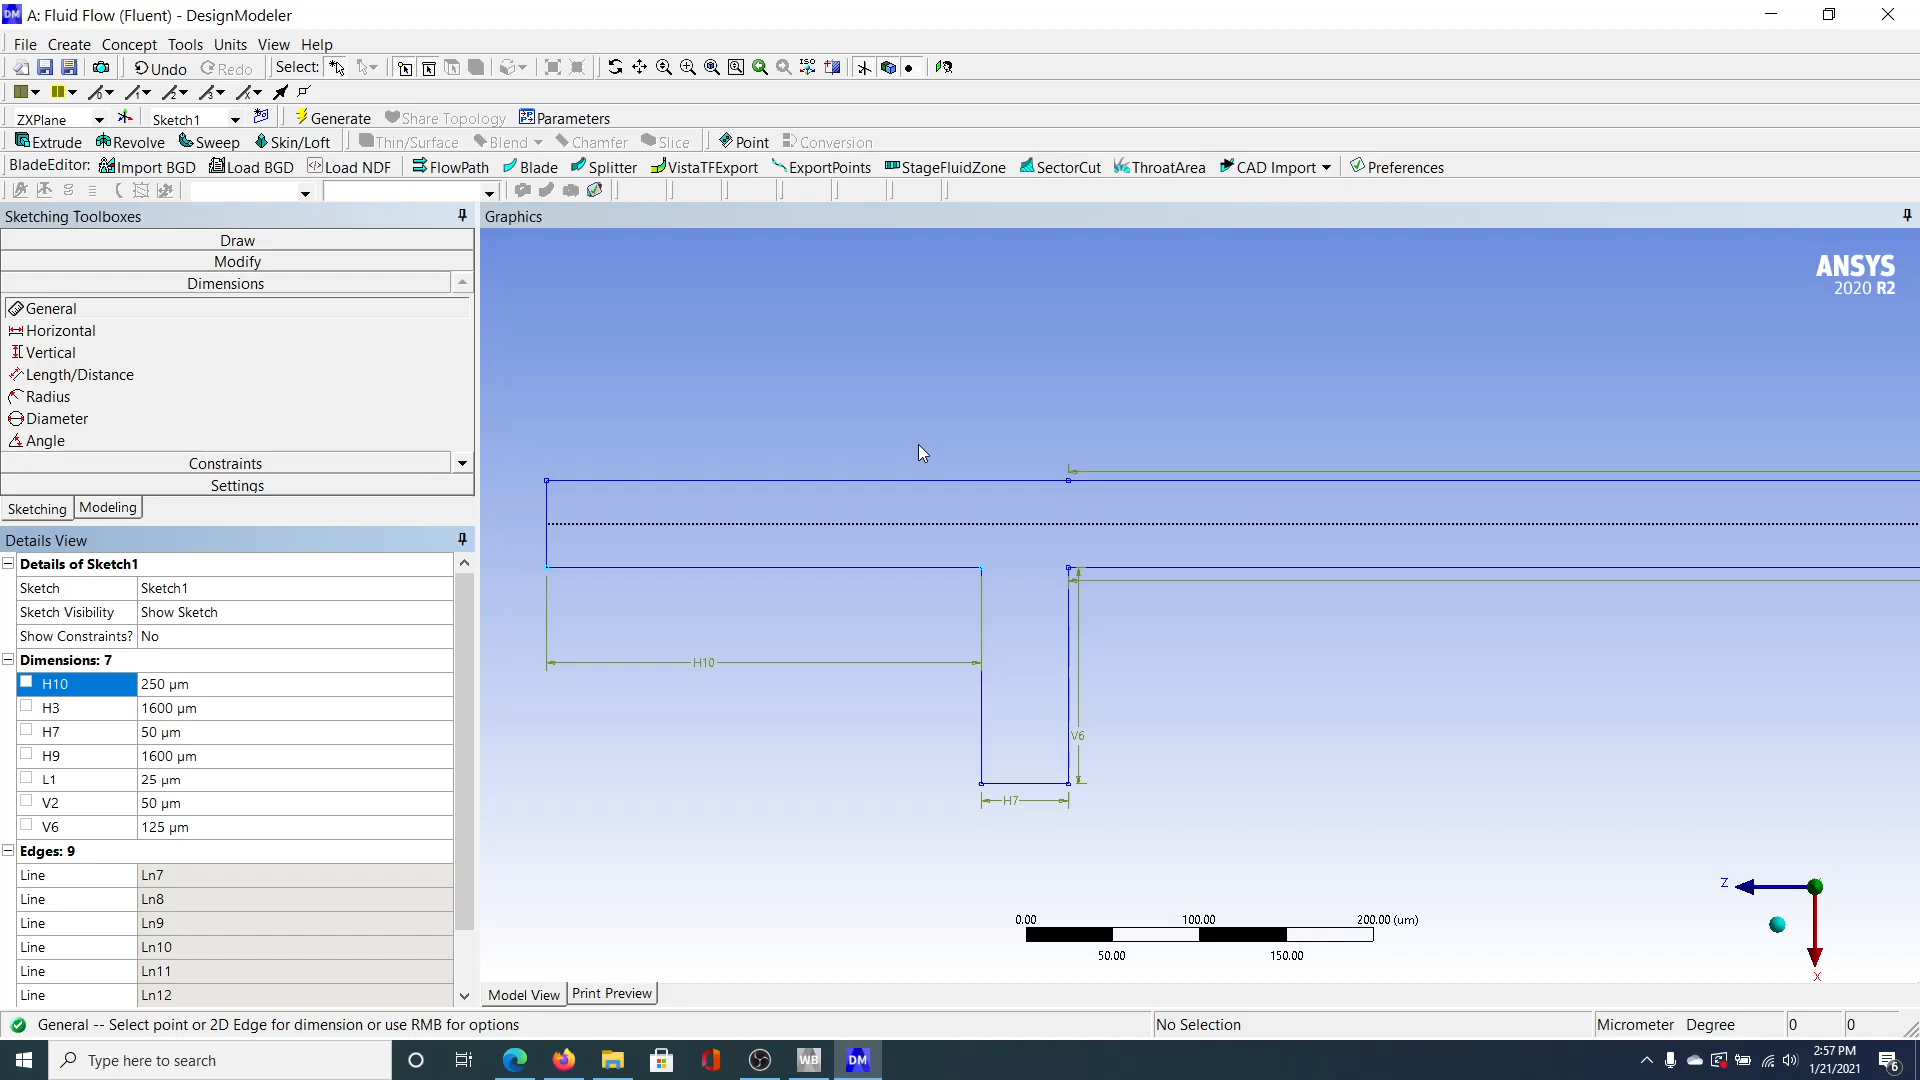 A: Fluid Flow (Fluent) - DesignModeler
File Create Concept Tools Units View Help
Undo Redo Select:
ZXPlane Sketch1 Generate Share Topology Parameters
Extrude Revolve Sweep Skin/Loft Thin/Surface Blend Chamfer Slice Point Conversion
BladeEditor: Import BGD Load BGD Load NDF FlowPath Blade Splitter VistaTFExport ExportPoints StageFluidZone SectorCut ThroatArea CAD Import Preferences
Sketching Toolboxes
Draw
Modify
Dimensions
General
Horizontal
Vertical
Length/Distance
Radius
Diameter
Angle
Constraints
Settings
Sketching Modeling
Details View
Details of Sketch1
Sketch Sketch1
Sketch Visibility Show Sketch
Show Constraints? No
Dimensions: 7
H10 250 µm
H3 1600 µm
H7 50 µm
H9 1600 µm
L1 25 µm
V2 50 µm
V6 125 µm
Edges: 9
Line Ln7
Line Ln8
Line Ln9
Line Ln10
Line Ln11
Line Ln12
Graphics
ANSYS
2020 R2
H10
V6
H7
Z
X
0.00 100.00 200.00 (um)
50.00 150.00
Model View Print Preview
General -- Select point or 2D Edge for dimension or use RMB for options No Selection Micrometer Degree 0 0
Type here to search
WB
DM
2:57 PM
1/21/2021
6